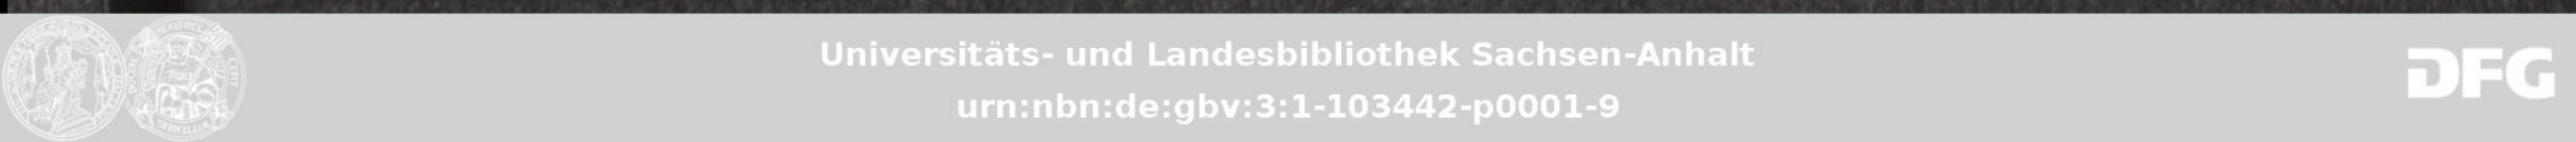 Universitäts- und Landesbibliothek Sachsen-Anhalt
urn:nbn:de:gbv:3:1-103442-p0001-9
DFG